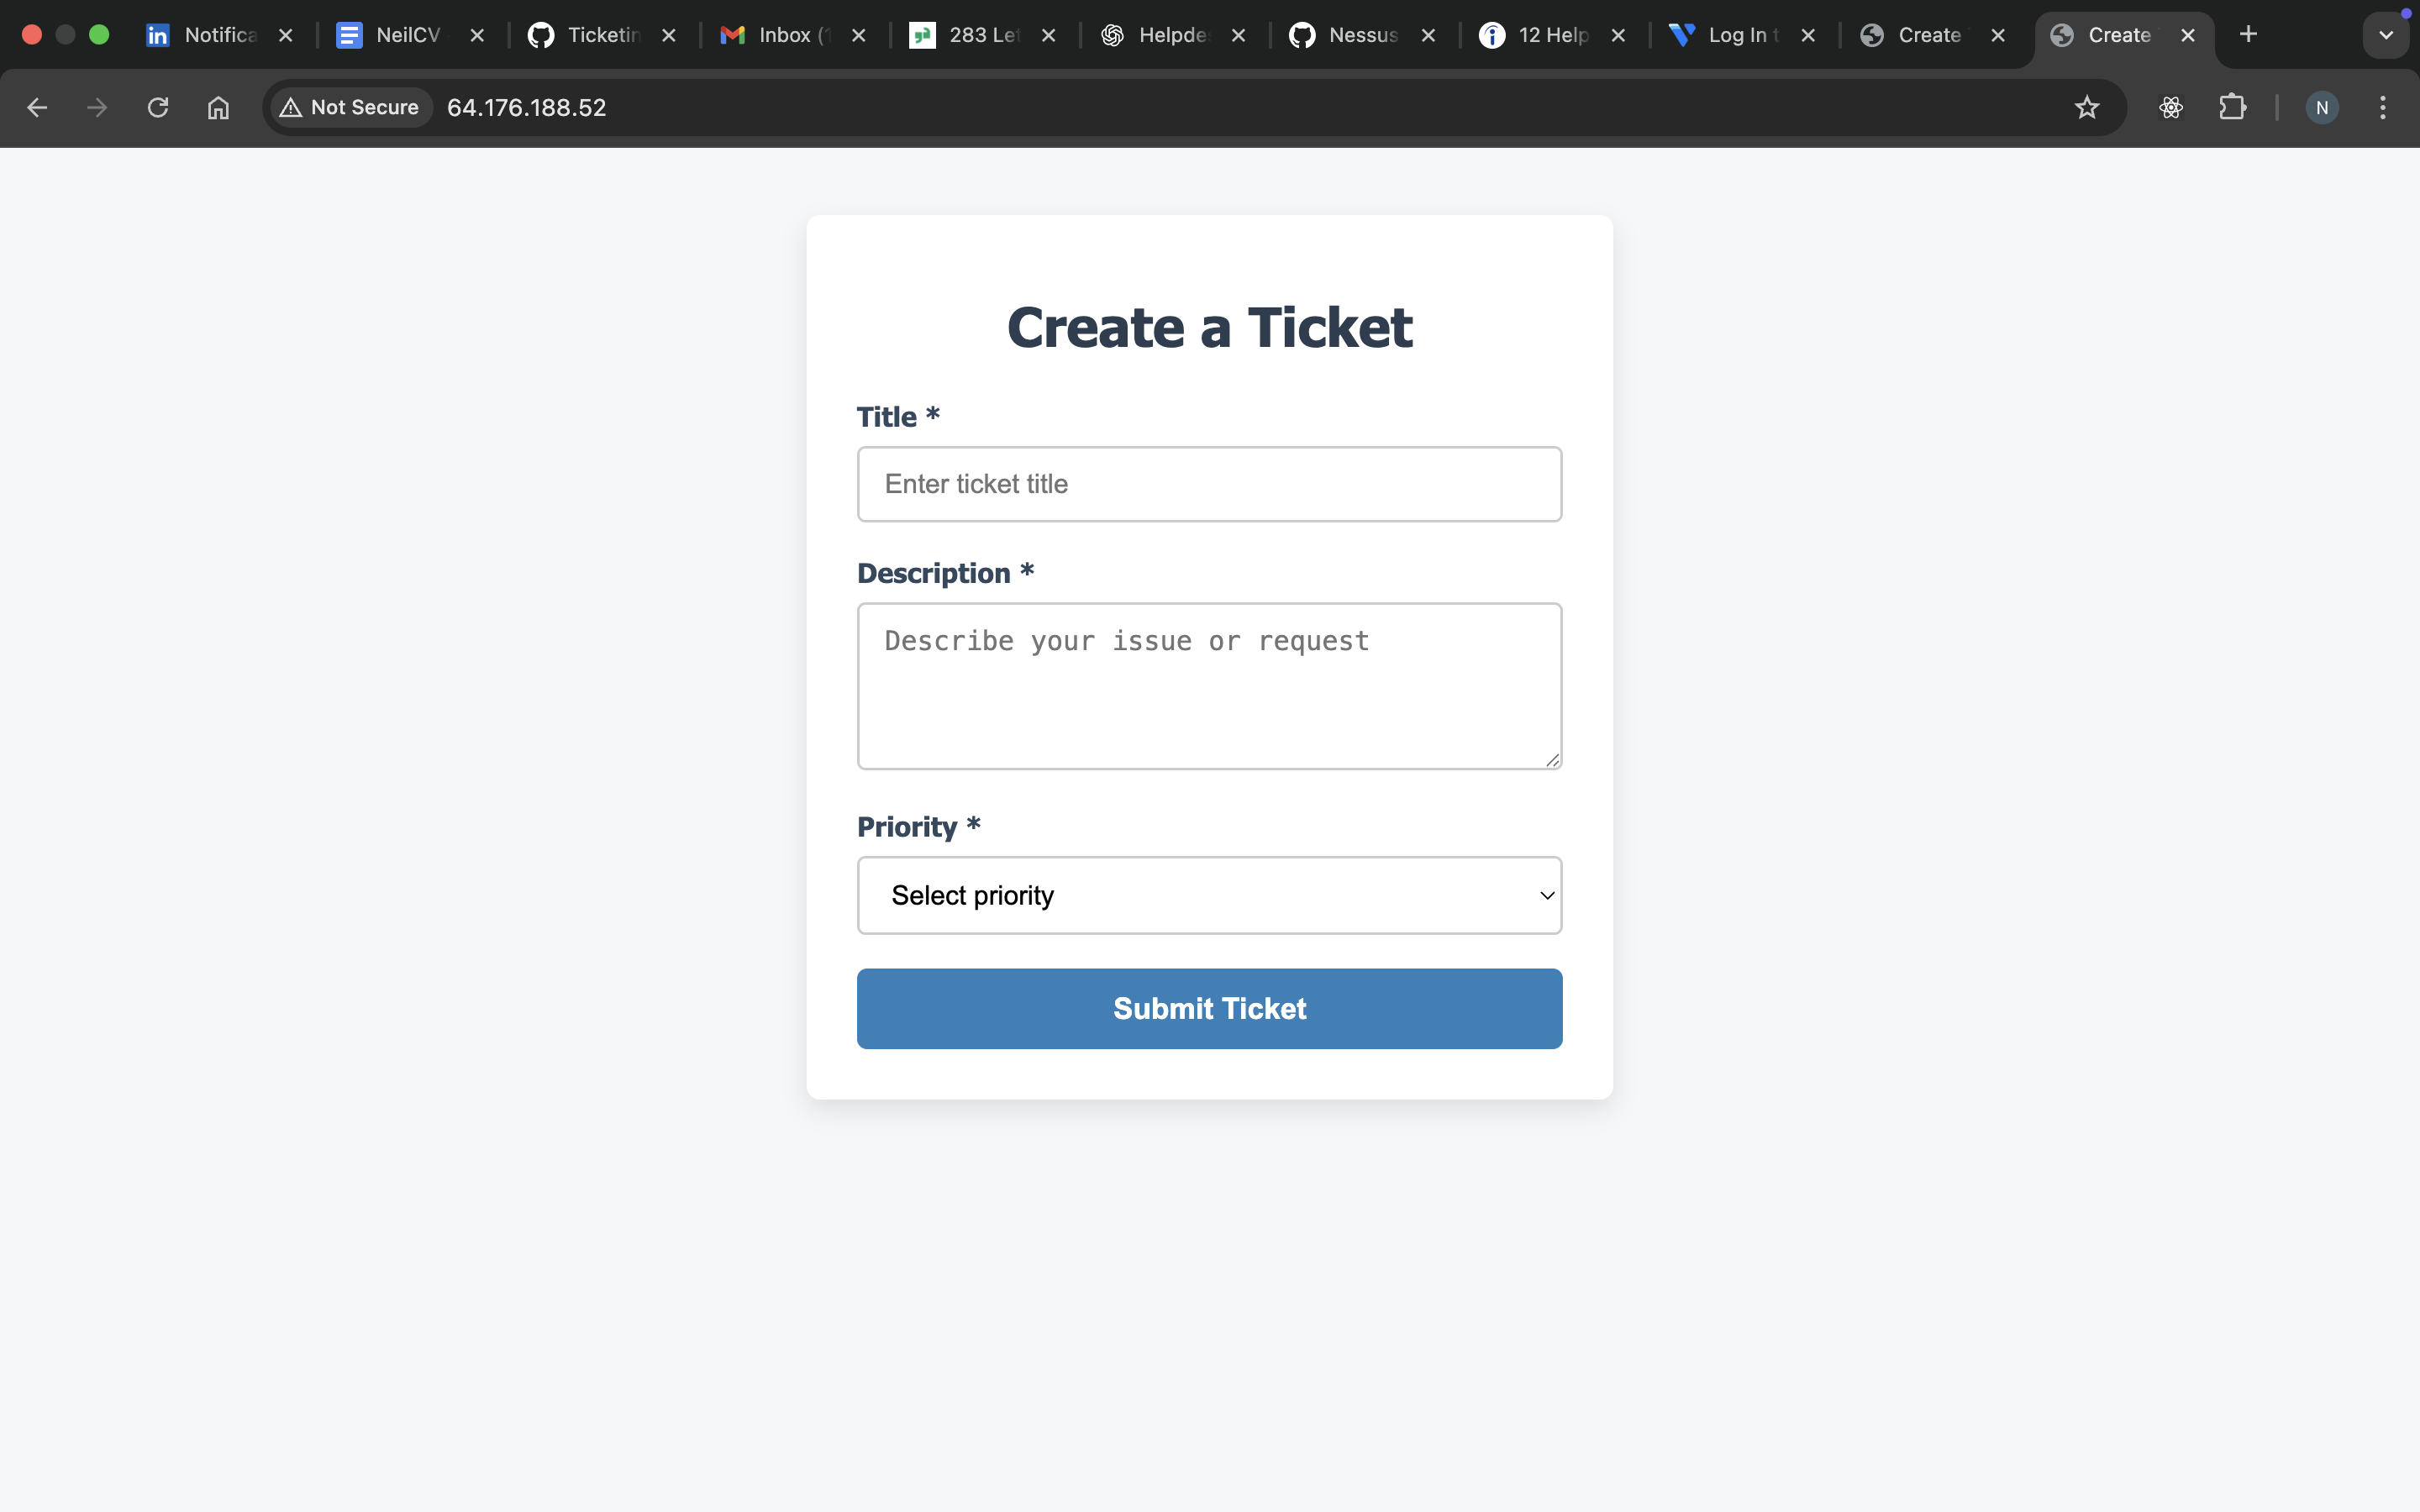 Notifica NeilCV Ticketin Inbox (1 283 Let Helpde Nessus 12 Help Log In t Create Create
Not Secure 64.176.188.52 N
Create a Ticket
Title *
Enter ticket title
Description *
Describe your issue or request
Priority *
Select priority
Submit Ticket